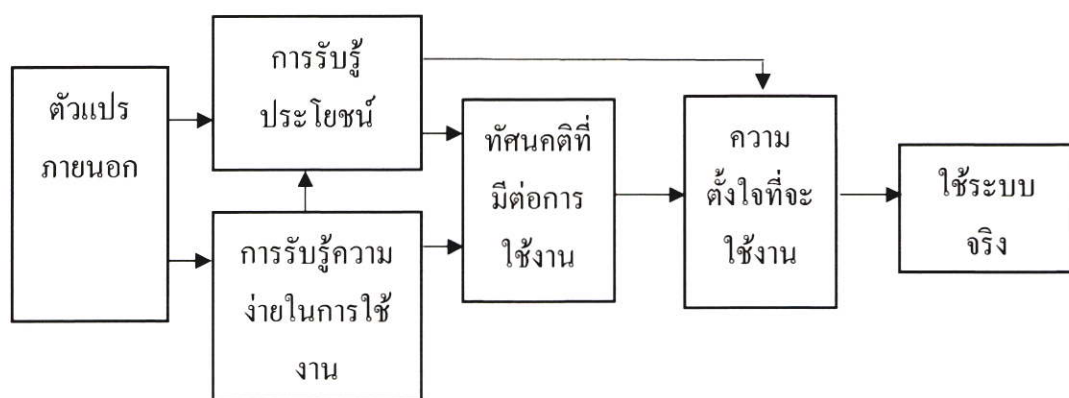 ตัวแปร
ภายนอก
การรับรู้
ประโยชน์
การรับรู้ความ
ง่ายในการใช้
งาน
ทัศนคติที่
มีต่อการ
ใช้งาน
ความ
ตั้งใจที่จะ
ใช้งาน
ใช้ระบบ
จริง